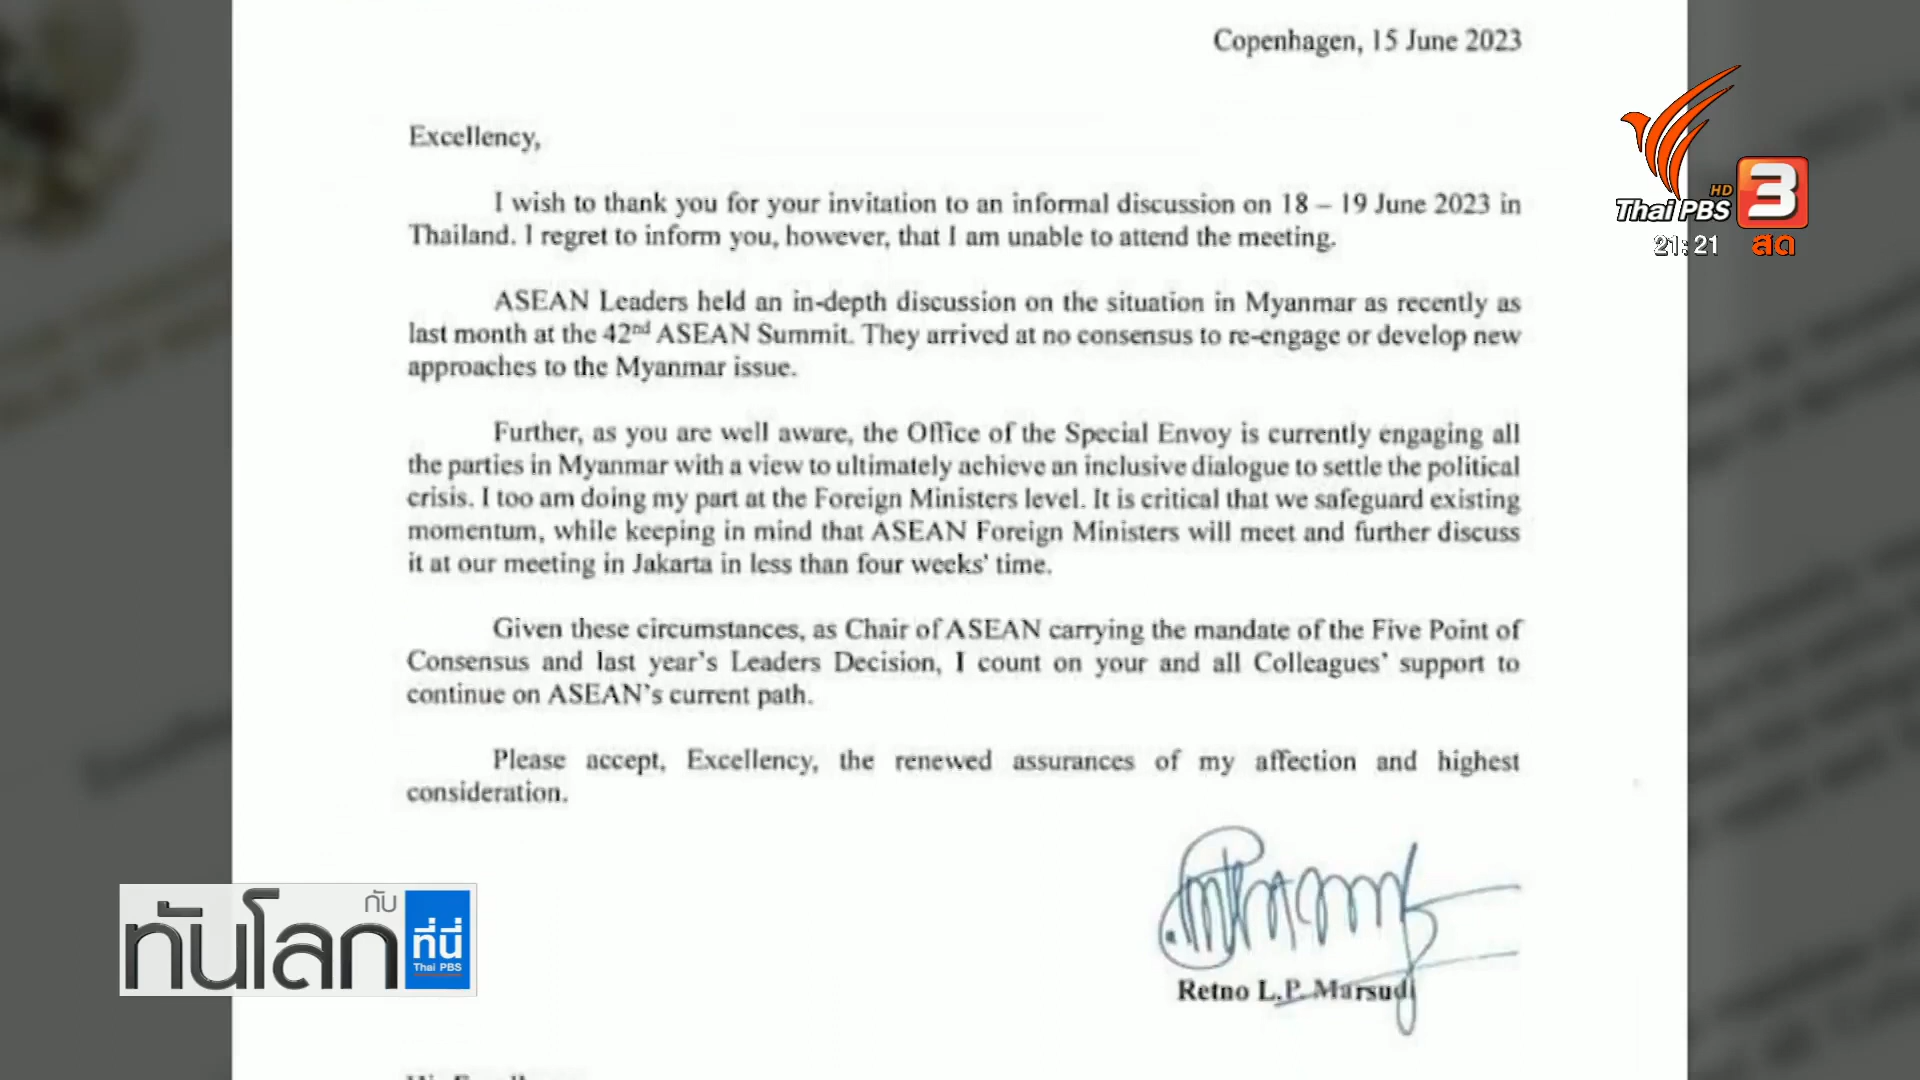 Copenhagen, 15 June 2023
Excellency,
I wish to thank you for your invitation to an informal discussion on 18 – 19 June 2023 in
Thailand. I regret to inform you, however, that I am unable to attend the meeting.
ASEAN Leaders held an in-depth discussion on the situation in Myanmar as recently as
last month at the 42nd ASEAN Summit. They arrived at no consensus to re-engage or develop new
approaches to the Myanmar issue.
Further, as you are well aware, the Office of the Special Envoy is currently engaging all
the parties in Myanmar with a view to ultimately achieve an inclusive dialogue to settle the political
crisis. I too am doing my part at the Foreign Ministers level. It is critical that we safeguard existing
momentum, while keeping in mind that ASEAN Foreign Ministers will meet and further discuss
it at our meeting in Jakarta in less than four weeks' time.
Given these circumstances, as Chair of ASEAN carrying the mandate of the Five Point of
Consensus and last year's Leaders Decision, I count on your and all Colleagues' support to
continue on ASEAN's current path.
Please accept, Excellency, the renewed assurances of my affection and highest
consideration.
Retno L.P. Marsudi
HD
Thai PBS 3
21:21 สด
ทันโลก กับ ที่นี่
Thai PBS